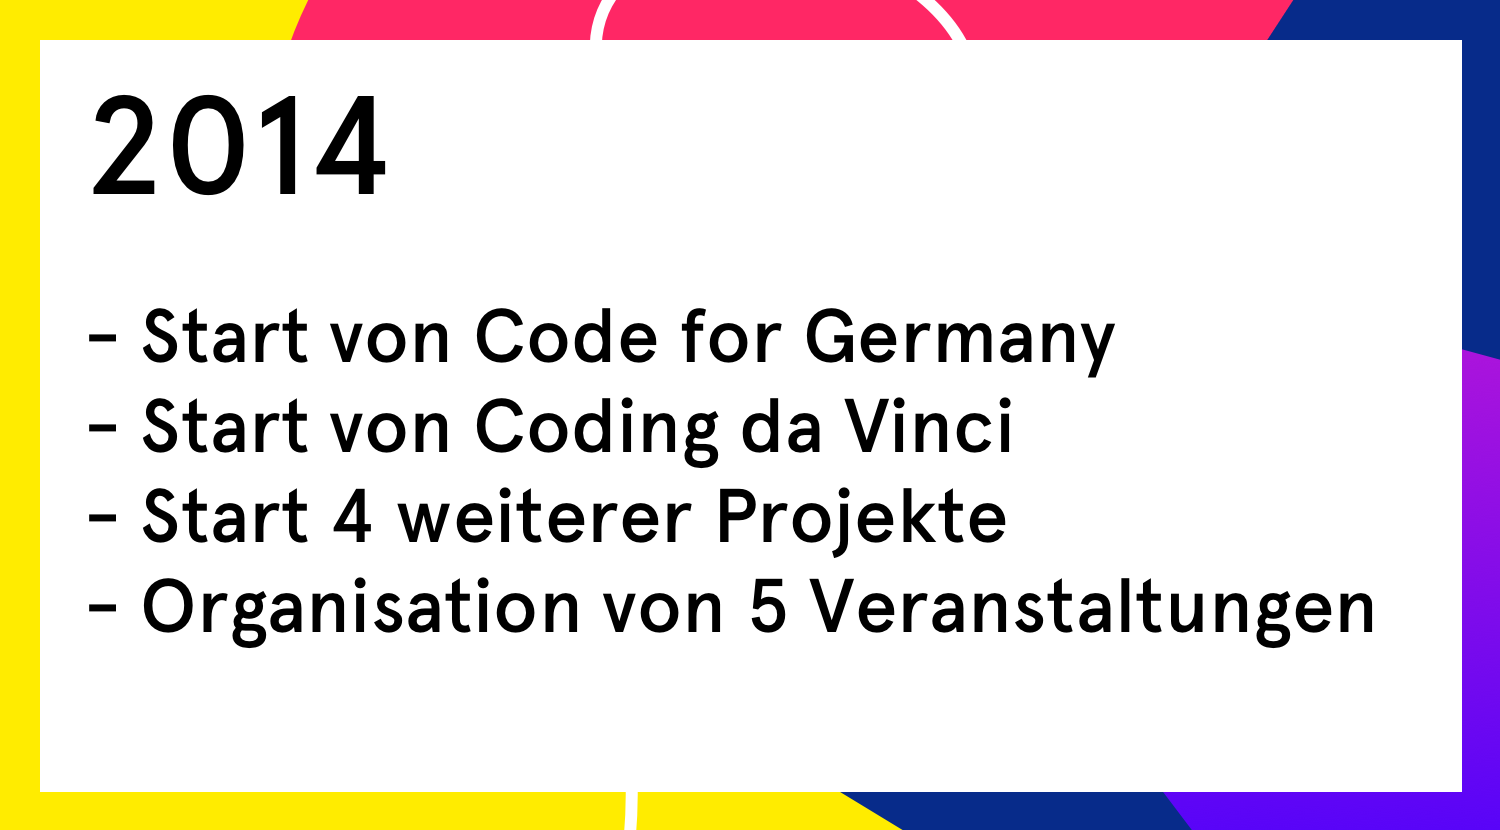 2014
– Start von Code for Germany
– Start von Coding da Vinci
– Start 4 weiterer Projekte
– Organisation von 5 Veranstaltungen